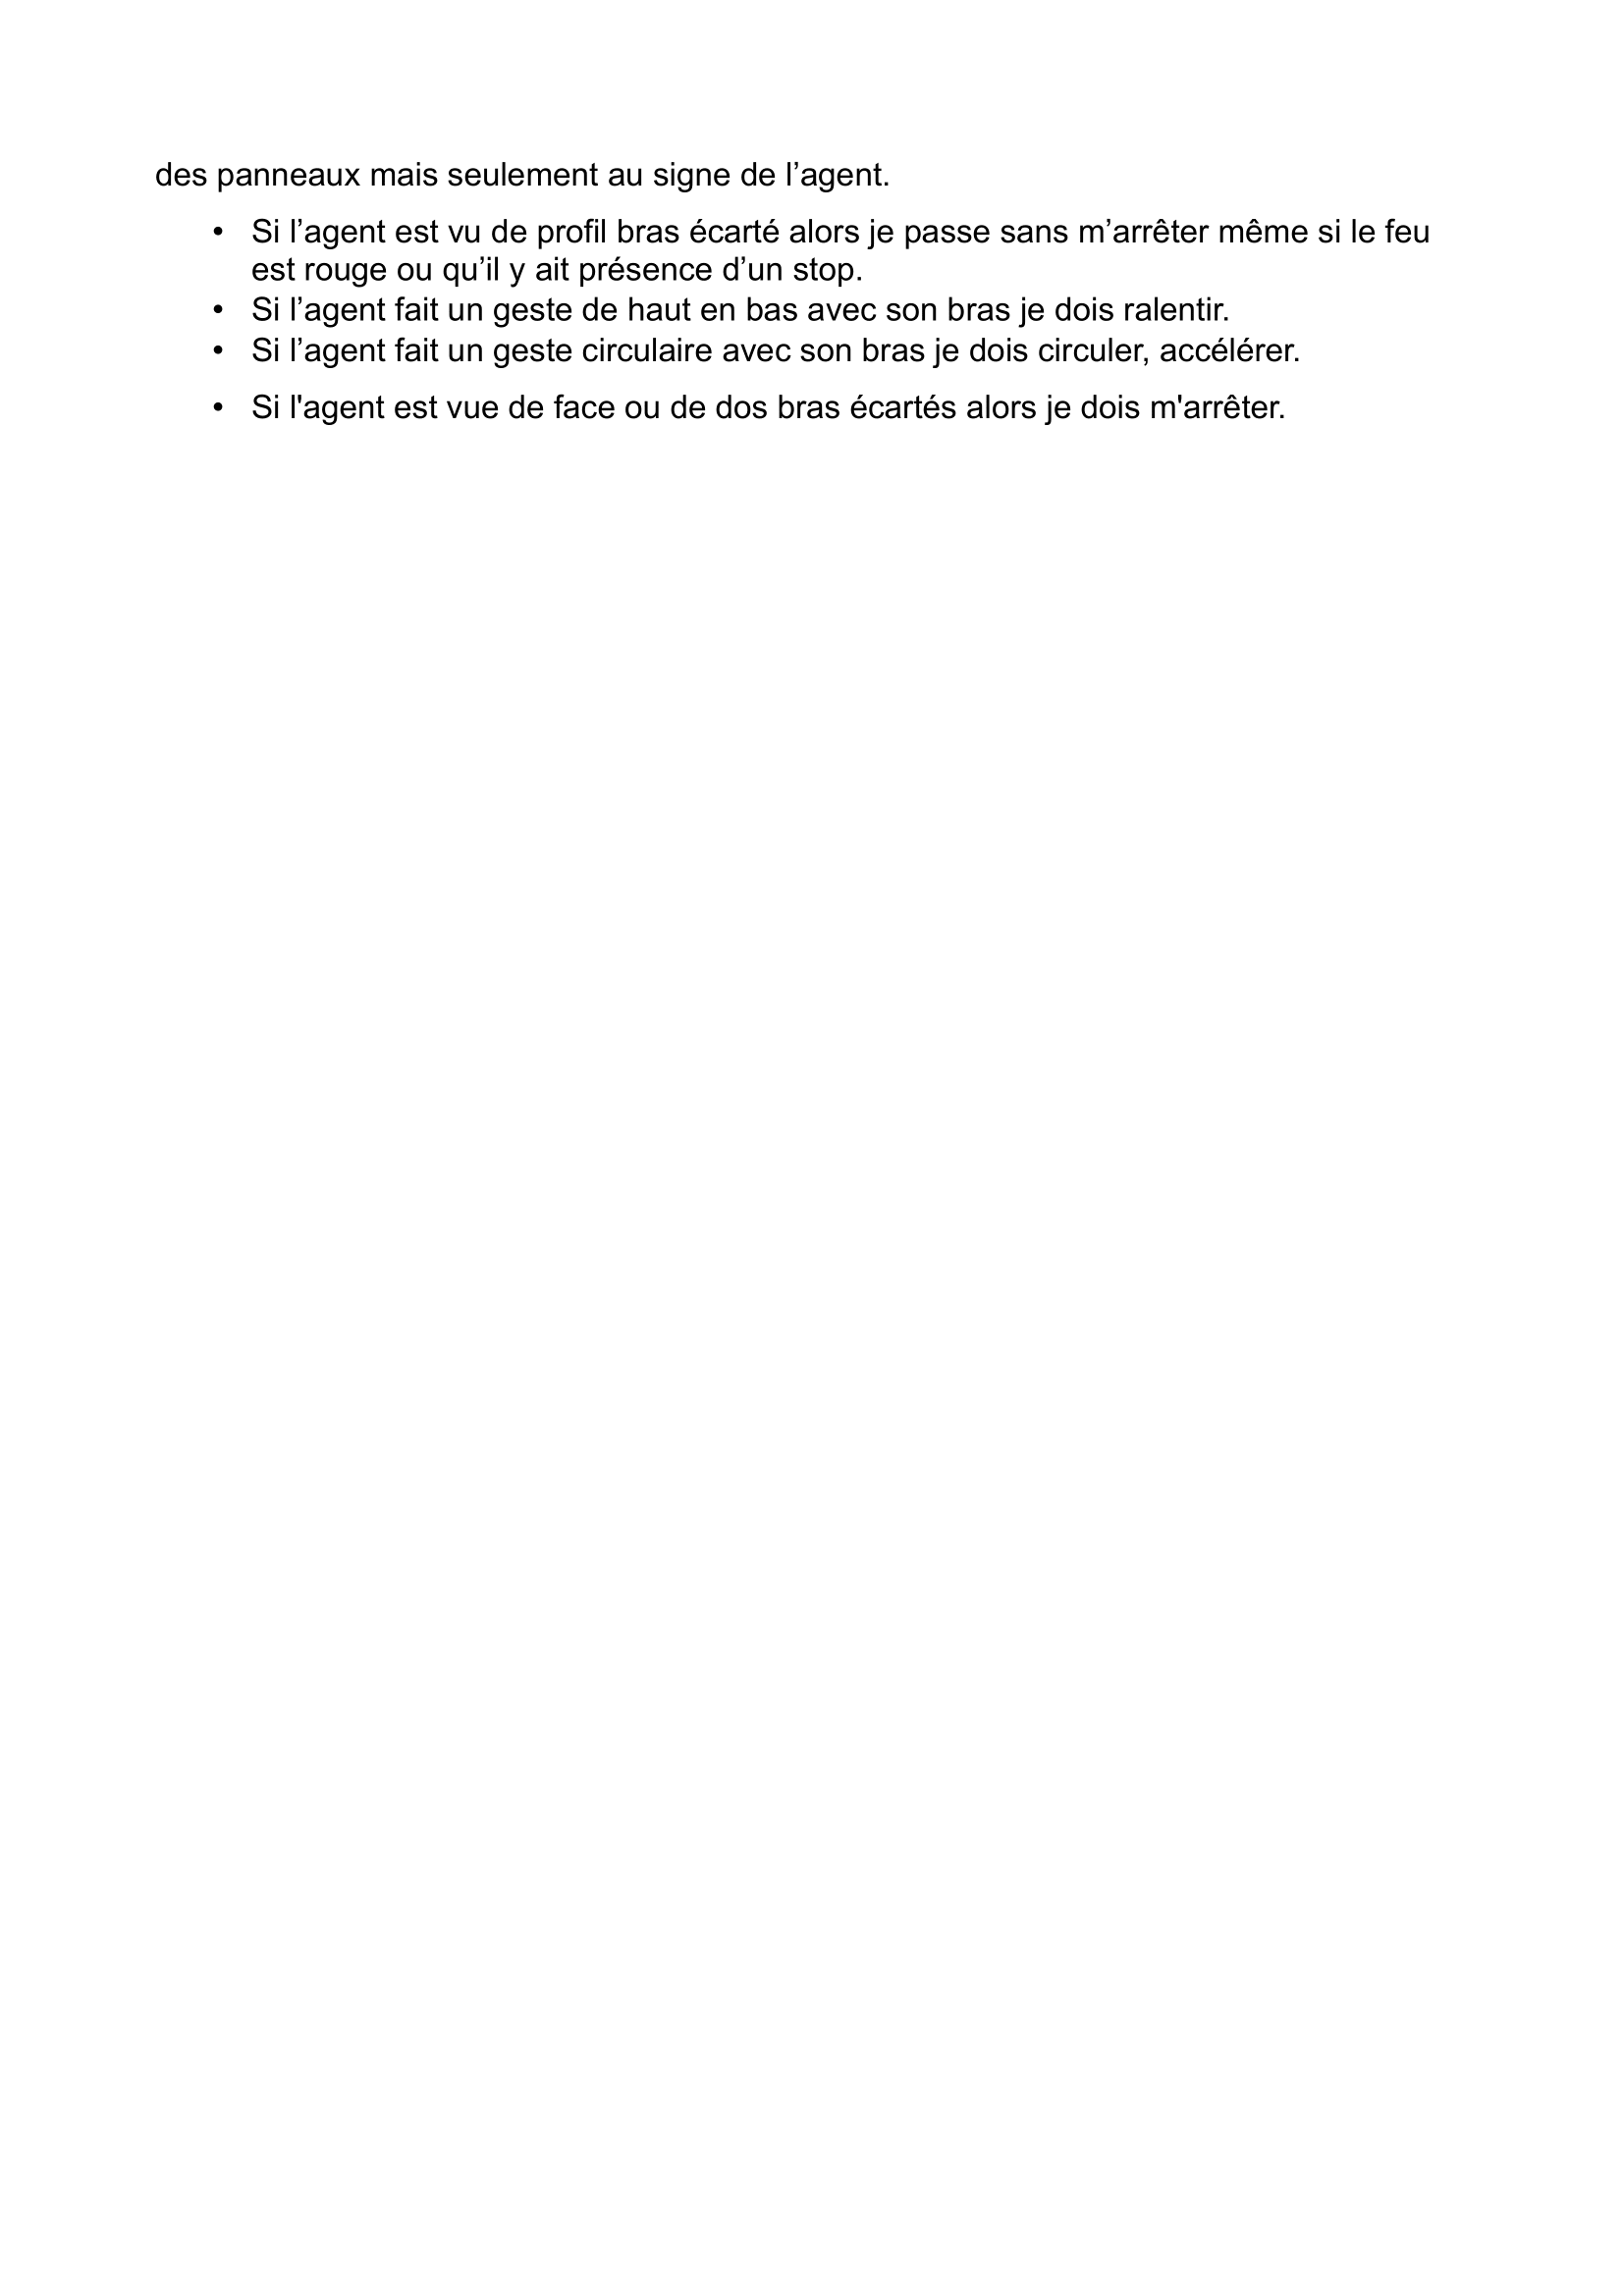 des panneaux mais seulement au signe de l’agent.
• Si l’agent est vu de profil bras écarté alors je passe sans m’arrêter même si le feu
est rouge ou qu’il y ait présence d’un stop.
• Si l’agent fait un geste de haut en bas avec son bras je dois ralentir.
• Si l’agent fait un geste circulaire avec son bras je dois circuler, accélérer.
• Si l'agent est vue de face ou de dos bras écartés alors je dois m'arrêter.